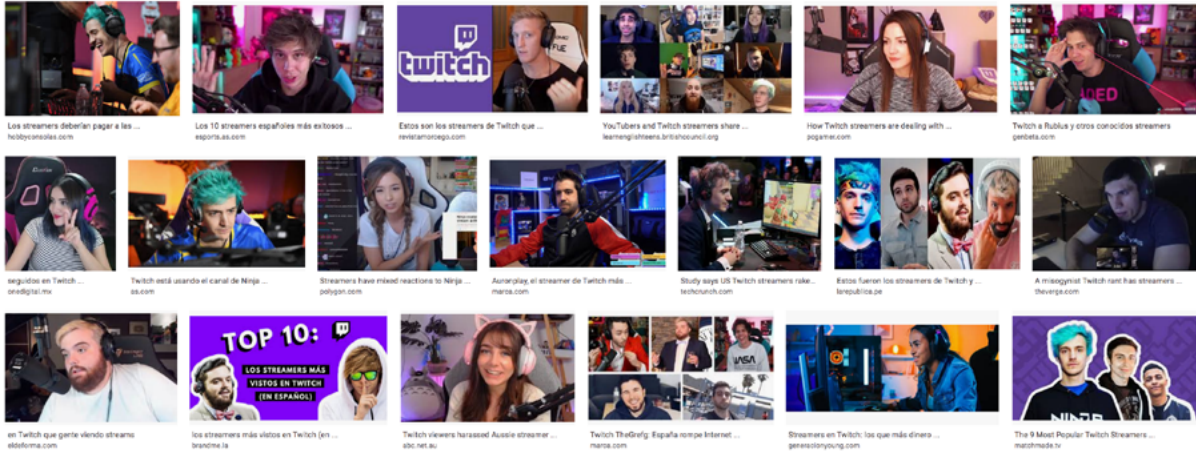 twitch
Los streamers deberían pagar a las ...
hobbyconsolas.com
Los 10 streamers españoles más exitosos ...
esports.as.com
Estos son los streamers de Twitch que ...
revistamorcego.com
YouTubers and Twitch streamers share ...
learnenglishteens.britishcouncil.org
How Twitch streamers are dealing with ...
pcgamer.com
Twitch a Rubius y otros conocidos streamers
genbeta.com
seguidos en Twitch ...
onedigital.mx
Twitch está usando el canal de Ninja ...
as.com
Streamers have mixed reactions to Ninja ...
polygon.com
Auronplay, el streamer de Twitch más ...
marca.com
Study says US Twitch streamers rake...
techcrunch.com
Estos fueron los streamers de Twitch y ...
larepublica.pe
A misogynist Twitch rant has streamers ...
theverge.com
TOP 10:
LOS STREAMERS MÁS
VISTOS EN TWITCH
(EN ESPAÑOL)
NINJA
en Twitch que gente viendo streams
eldeforma.com
los streamers más vistos en Twitch (en ...
brandme.la
Twitch viewers harassed Aussie streamer ...
abc.net.au
Twitch TheGrefg: España rompe Internet ...
marca.com
Streamers en Twitch: los que más dinero ...
generacionyoung.com
The 9 Most Popular Twitch Streamers ...
matchmade.tv